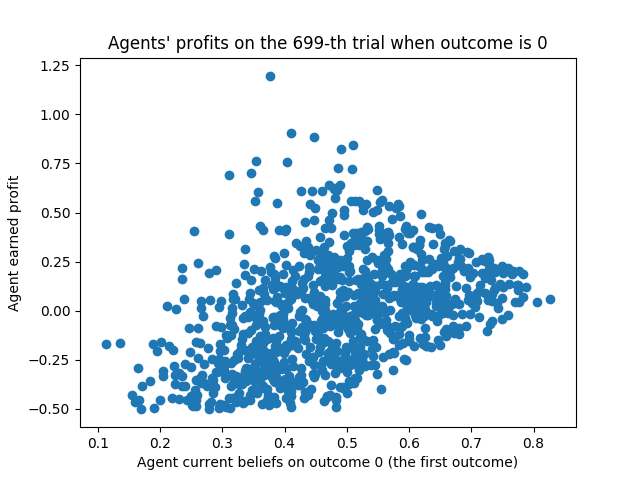 Agents' profits on the 699-th trial when outcome is 0
1.25
1.00
0.75
0.50
0.25
0.00
−0.25
−0.50
Agent earned profit
0.1 0.2 0.3 0.4 0.5 0.6 0.7 0.8
Agent current beliefs on outcome 0 (the first outcome)